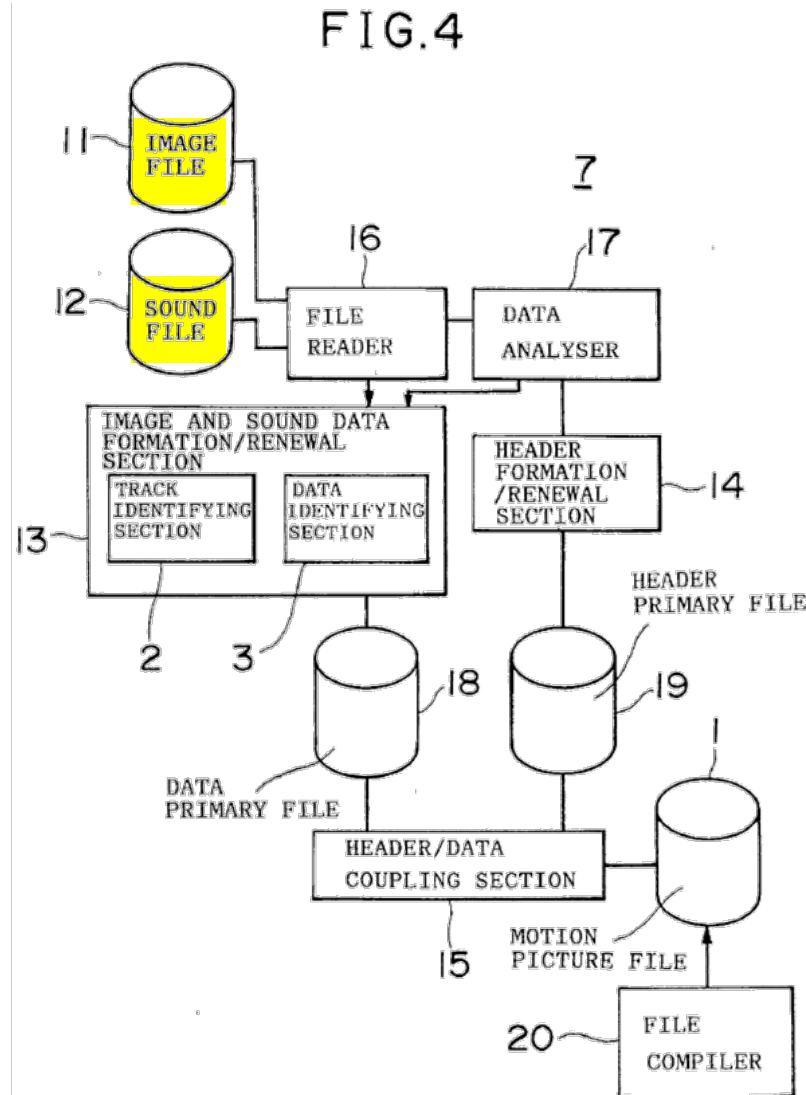 FIG.4
11
IMAGE
FILE
7
12
SOUND
FILE
16
FILE
READER
17
DATA
ANALYSER
IMAGE AND SOUND DATA
FORMATION/RENEWAL
SECTION
TRACK
IDENTIFYING
SECTION
DATA
IDENTIFYING
SECTION
13
2
3
HEADER
FORMATION
/RENEWAL
SECTION
14
HEADER
PRIMARY FILE
18
19
DATA
PRIMARY FILE
1
HEADER/DATA
COUPLING SECTION
15
MOTION
PICTURE FILE
20
FILE
COMPILER